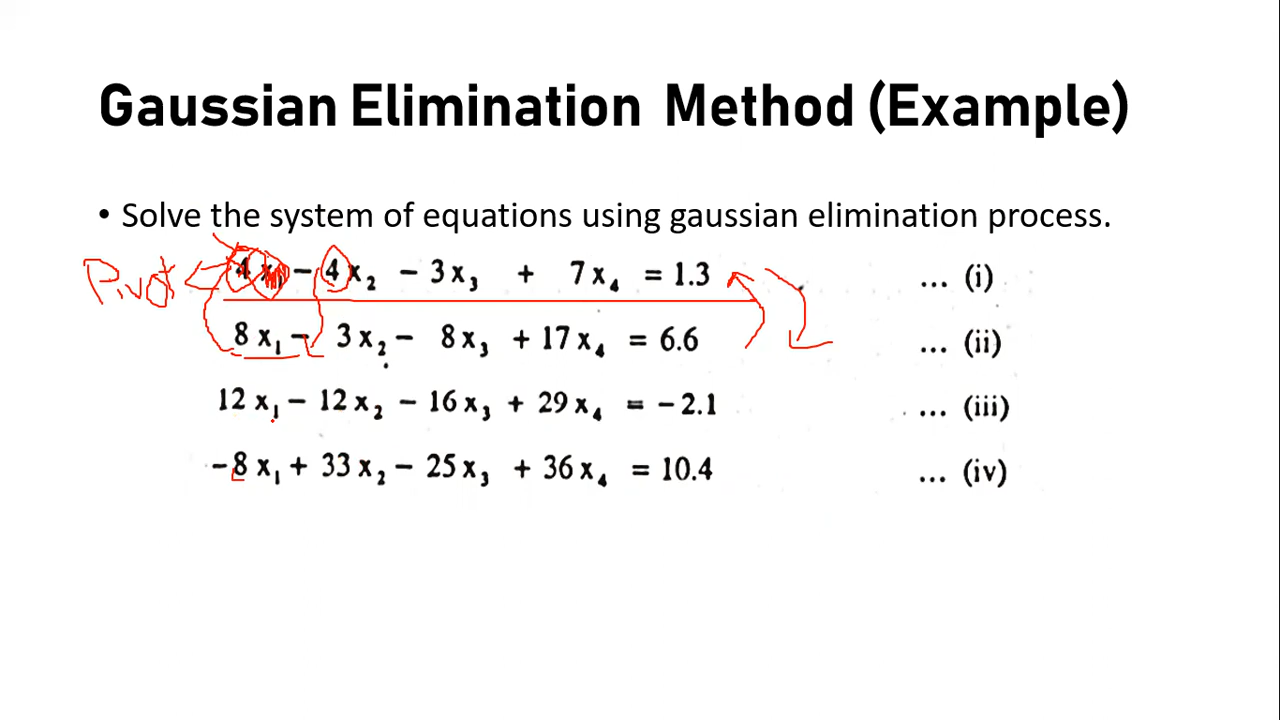 Gaussian Elimination Method (Example)
• Solve the system of equations using gaussian elimination process.
Pivot 4x₁ − 4x₂ − 3x₃ + 7x₄ = 1.3 ... (i)
8x₁ − 3x₂ − 8x₃ + 17x₄ = 6.6 ... (ii)
12x₁ − 12x₂ − 16x₃ + 29x₄ = −2.1 ... (iii)
−8x₁ + 33x₂ − 25x₃ + 36x₄ = 10.4 ... (iv)